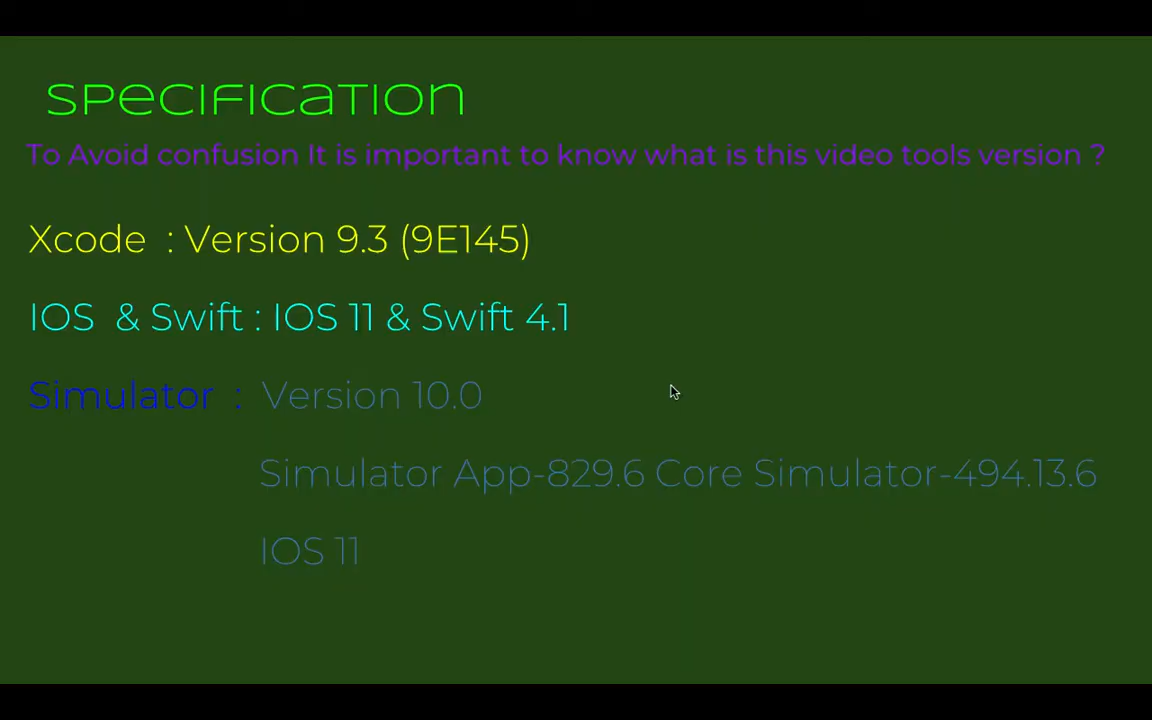 Specification
To Avoid confusion It is important to know what is this video tools version ?
Xcode : Version 9.3 (9E145)
IOS & Swift : IOS 11 & Swift 4.1
Simulator : Version 10.0
Simulator App-829.6 Core Simulator-494.13.6
IOS 11